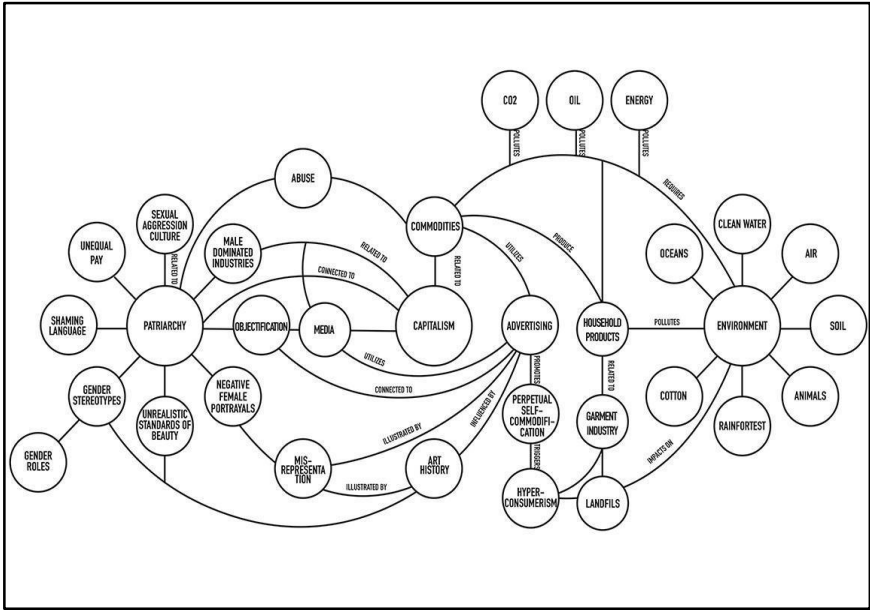 CO2
OIL
ENERGY
POLLUTES
POLLUTES
POLLUTES
ABUSE
REQUIRES
SEXUAL
AGGRESSION
CULTURE
COMMODITIES
CLEAN WATER
UNEQUAL
PAY
MALE
DOMINATED
INDUSTRIES
RELATED TO
PRODUCE
UTILIZES
OCEANS
AIR
RELATED TO
CONNECTED TO
RELATED TO
SHAMING
LANGUAGE
PATRIARCHY
OBJECTIFICATION
MEDIA
CAPITALISM
ADVERTISING
HOUSEHOLD
PRODUCTS
POLLUTES
ENVIRONMENT
SOIL
UTILIZES
CONNECTED TO
PROMOTES
RELATED TO
GENDER
STEREOTYPES
UNREALISTIC
STANDARDS OF
BEAUTY
NEGATIVE
FEMALE
PORTRAYALS
INFLUENCED BY
PERPETUAL
SELF-
COMMODIFI-
CATION
GARMENT
INDUSTRY
COTTON
RAINFORTEST
ANIMALS
ILLUSTRATED BY
TRIGGERS
IMPACTS ON
GENDER
ROLES
MIS-
REPRESENTA
TION
ILLUSTRATED BY
ART
HISTORY
HYPER-
CONSUMERISM
LANDFILS